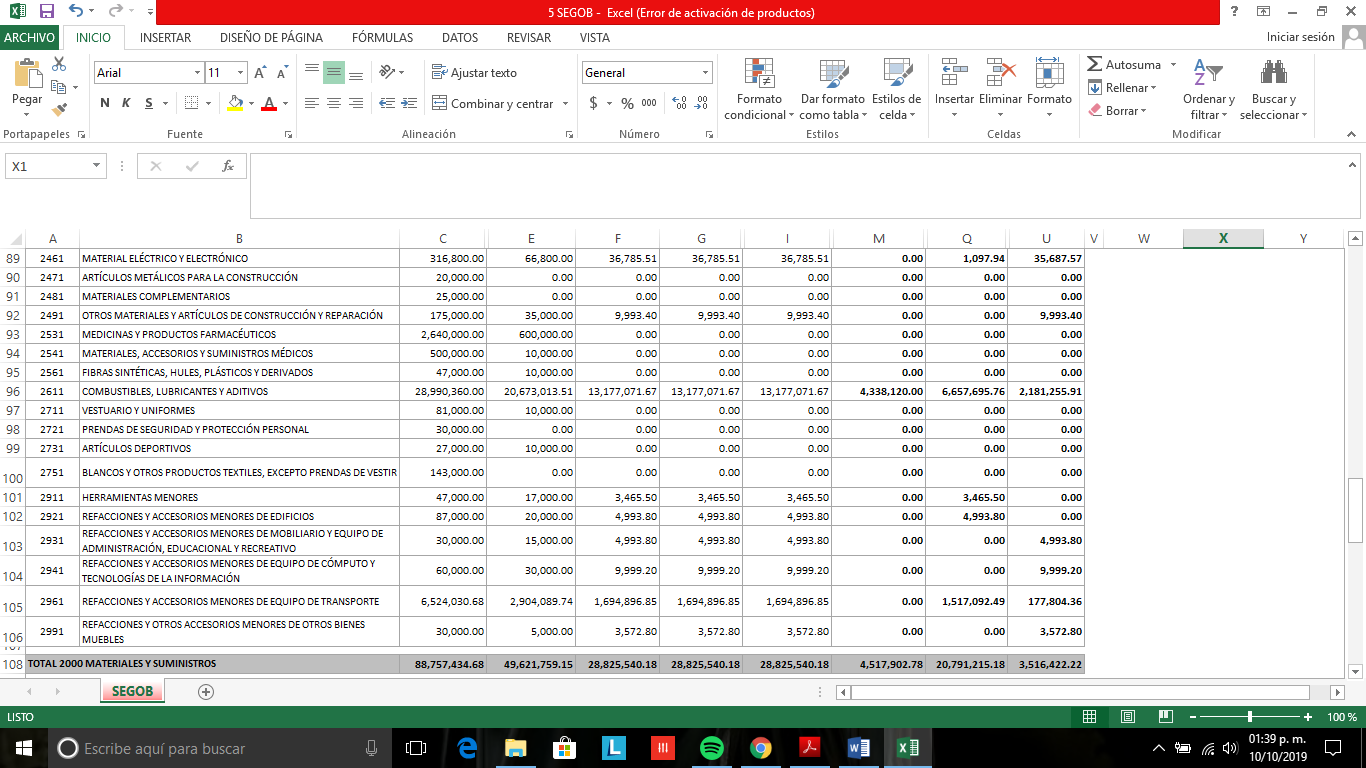 5 SEGOB - Excel (Error de activación de productos)
ARCHIVO INICIO INSERTAR DISEÑO DE PÁGINA FÓRMULAS DATOS REVISAR VISTA Iniciar sesión
Arial 11 Ajustar texto General Autosuma
Pegar N K S Combinar y centrar $ % 000 Formato condicional Dar formato como tabla Estilos de celda Insertar Eliminar Formato Rellenar Borrar Ordenar y filtrar Buscar y seleccionar
Portapapeles Fuente Alineación Número Estilos Celdas Modificar
X1 fx
A B C E F G I M Q U V W X Y
89 2461 MATERIAL ELÉCTRICO Y ELECTRÓNICO 316,800.00 66,800.00 36,785.51 36,785.51 36,785.51 0.00 1,097.94 35,687.57
90 2471 ARTÍCULOS METÁLICOS PARA LA CONSTRUCCIÓN 20,000.00 0.00 0.00 0.00 0.00 0.00 0.00 0.00
91 2481 MATERIALES COMPLEMENTARIOS 25,000.00 0.00 0.00 0.00 0.00 0.00 0.00 0.00
92 2491 OTROS MATERIALES Y ARTÍCULOS DE CONSTRUCCIÓN Y REPARACIÓN 175,000.00 35,000.00 9,993.40 9,993.40 9,993.40 0.00 0.00 9,993.40
93 2531 MEDICINAS Y PRODUCTOS FARMACÉUTICOS 2,640,000.00 600,000.00 0.00 0.00 0.00 0.00 0.00 0.00
94 2541 MATERIALES, ACCESORIOS Y SUMINISTROS MÉDICOS 500,000.00 10,000.00 0.00 0.00 0.00 0.00 0.00 0.00
95 2561 FIBRAS SINTÉTICAS, HULES, PLÁSTICOS Y DERIVADOS 47,000.00 10,000.00 0.00 0.00 0.00 0.00 0.00 0.00
96 2611 COMBUSTIBLES, LUBRICANTES Y ADITIVOS 28,990,360.00 20,673,013.51 13,177,071.67 13,177,071.67 13,177,071.67 4,338,120.00 6,657,695.76 2,181,255.91
97 2711 VESTUARIO Y UNIFORMES 81,000.00 10,000.00 0.00 0.00 0.00 0.00 0.00 0.00
98 2721 PRENDAS DE SEGURIDAD Y PROTECCIÓN PERSONAL 30,000.00 0.00 0.00 0.00 0.00 0.00 0.00 0.00
99 2731 ARTÍCULOS DEPORTIVOS 27,000.00 10,000.00 0.00 0.00 0.00 0.00 0.00 0.00
100 2751 BLANCOS Y OTROS PRODUCTOS TEXTILES, EXCEPTO PRENDAS DE VESTIR 143,000.00 0.00 0.00 0.00 0.00 0.00 0.00 0.00
101 2911 HERRAMIENTAS MENORES 47,000.00 17,000.00 3,465.50 3,465.50 3,465.50 0.00 3,465.50 0.00
102 2921 REFACCIONES Y ACCESORIOS MENORES DE EDIFICIOS 87,000.00 20,000.00 4,993.80 4,993.80 4,993.80 0.00 4,993.80 0.00
103 2931 REFACCIONES Y ACCESORIOS MENORES DE MOBILIARIO Y EQUIPO DE
ADMINISTRACIÓN, EDUCACIONAL Y RECREATIVO 30,000.00 15,000.00 4,993.80 4,993.80 4,993.80 0.00 0.00 4,993.80
104 2941 REFACCIONES Y ACCESORIOS MENORES DE EQUIPO DE CÓMPUTO Y
TECNOLOGÍAS DE LA INFORMACIÓN 60,000.00 30,000.00 9,999.20 9,999.20 9,999.20 0.00 0.00 9,999.20
105 2961 REFACCIONES Y ACCESORIOS MENORES DE EQUIPO DE TRANSPORTE 6,524,030.68 2,904,089.74 1,694,896.85 1,694,896.85 1,694,896.85 0.00 1,517,092.49 177,804.36
106 2991 REFACCIONES Y OTROS ACCESORIOS MENORES DE OTROS BIENES
MUEBLES 30,000.00 5,000.00 3,572.80 3,572.80 3,572.80 0.00 0.00 3,572.80
108 TOTAL 2000 MATERIALES Y SUMINISTROS 88,757,434.68 49,621,759.15 28,825,540.18 28,825,540.18 28,825,540.18 4,517,902.78 20,791,215.18 3,516,422.22
SEGOB
LISTO 100 %
Escribe aquí para buscar 01:39 p. m.
10/10/2019